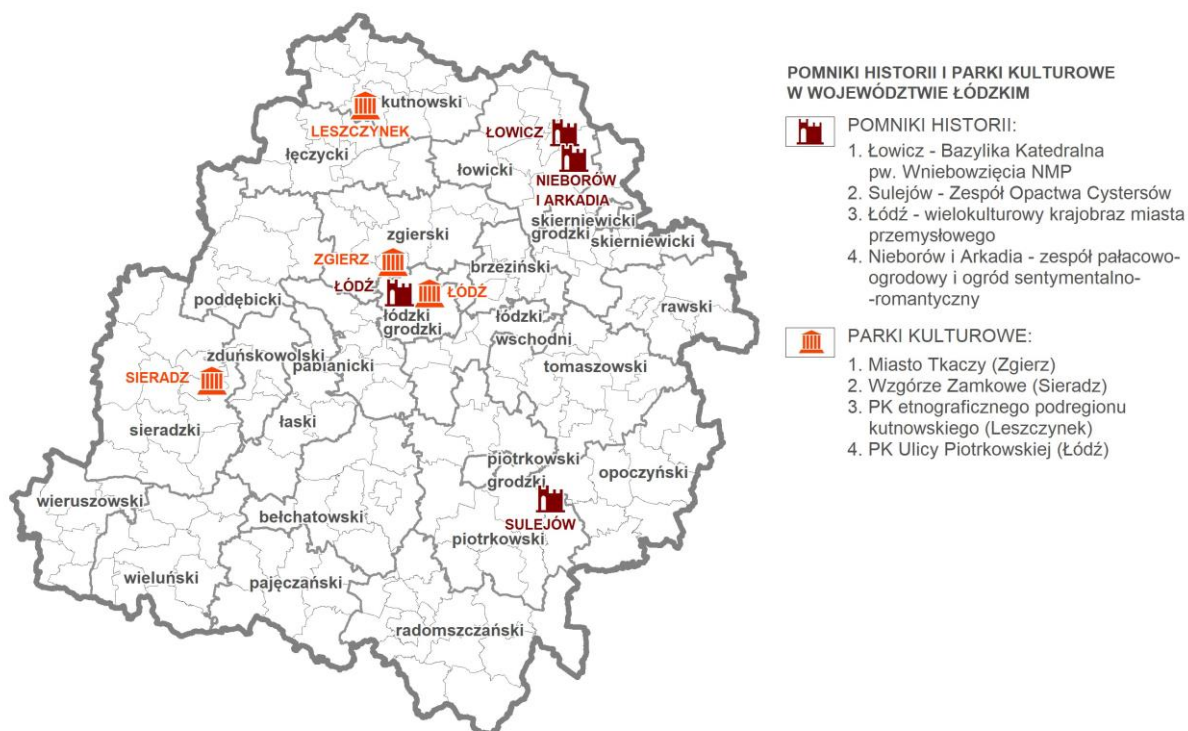 kutnowski
LESZCZYNEK
łęczycki
ŁOWICZ
łowicki
NIEBORÓW
I ARKADIA
skierniewicki
grodzki
skierniewicki
zgierski
ZGIERZ
brzeziński
ŁÓDŹ
ŁÓDŹ
poddębicki
rawski
łódzki
grodzki
łódzki
wschodni
zduńskowolski
pabianicki
tomaszowski
SIERADZ
łaski
sieradzki
piotrkowski
grodzki
opoczyński
wieruszowski
bełchatowski
SULEJÓW
piotrkowski
wieluński
pajęczański
radomszczański
POMNIKI HISTORII I PARKI KULTUROWE
W WOJEWÓDZTWIE ŁÓDZKIM
POMNIKI HISTORII:
1. Łowicz - Bazylika Katedralna
pw. Wniebowzięcia NMP
2. Sulejów - Zespół Opactwa Cystersów
3. Łódź - wielokulturowy krajobraz miasta
przemysłowego
4. Nieborów i Arkadia - zespół pałacowo-
ogrodowy i ogród sentymentalno-
-romantyczny
PARKI KULTUROWE:
1. Miasto Tkaczy (Zgierz)
2. Wzgórze Zamkowe (Sieradz)
3. PK etnograficznego podregionu
kutnowskiego (Leszczynek)
4. PK Ulicy Piotrkowskiej (Łódź)